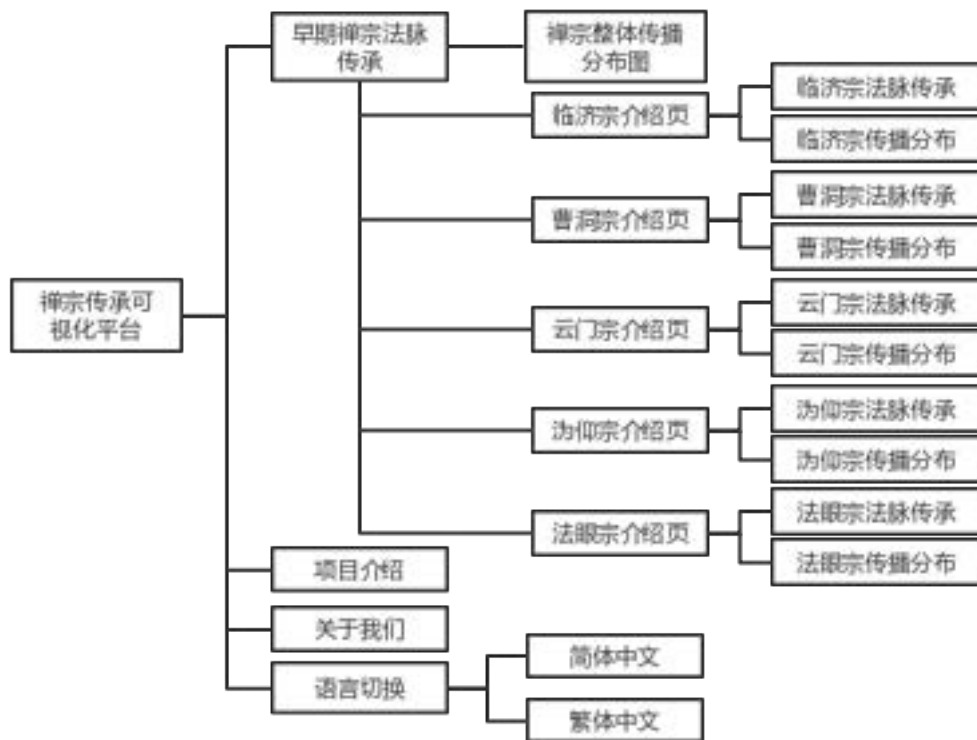 早期禅宗法脉
传承
禅宗整体传播
分布图
临济宗介绍页
临济宗法脉传承
临济宗传播分布
曹洞宗介绍页
曹洞宗法脉传承
曹洞宗传播分布
禅宗传承可
视化平台
云门宗介绍页
云门宗法脉传承
云门宗传播分布
沩仰宗介绍页
沩仰宗法脉传承
沩仰宗传播分布
法眼宗介绍页
法眼宗法脉传承
法眼宗传播分布
项目介绍
关于我们
语言切换
简体中文
繁体中文